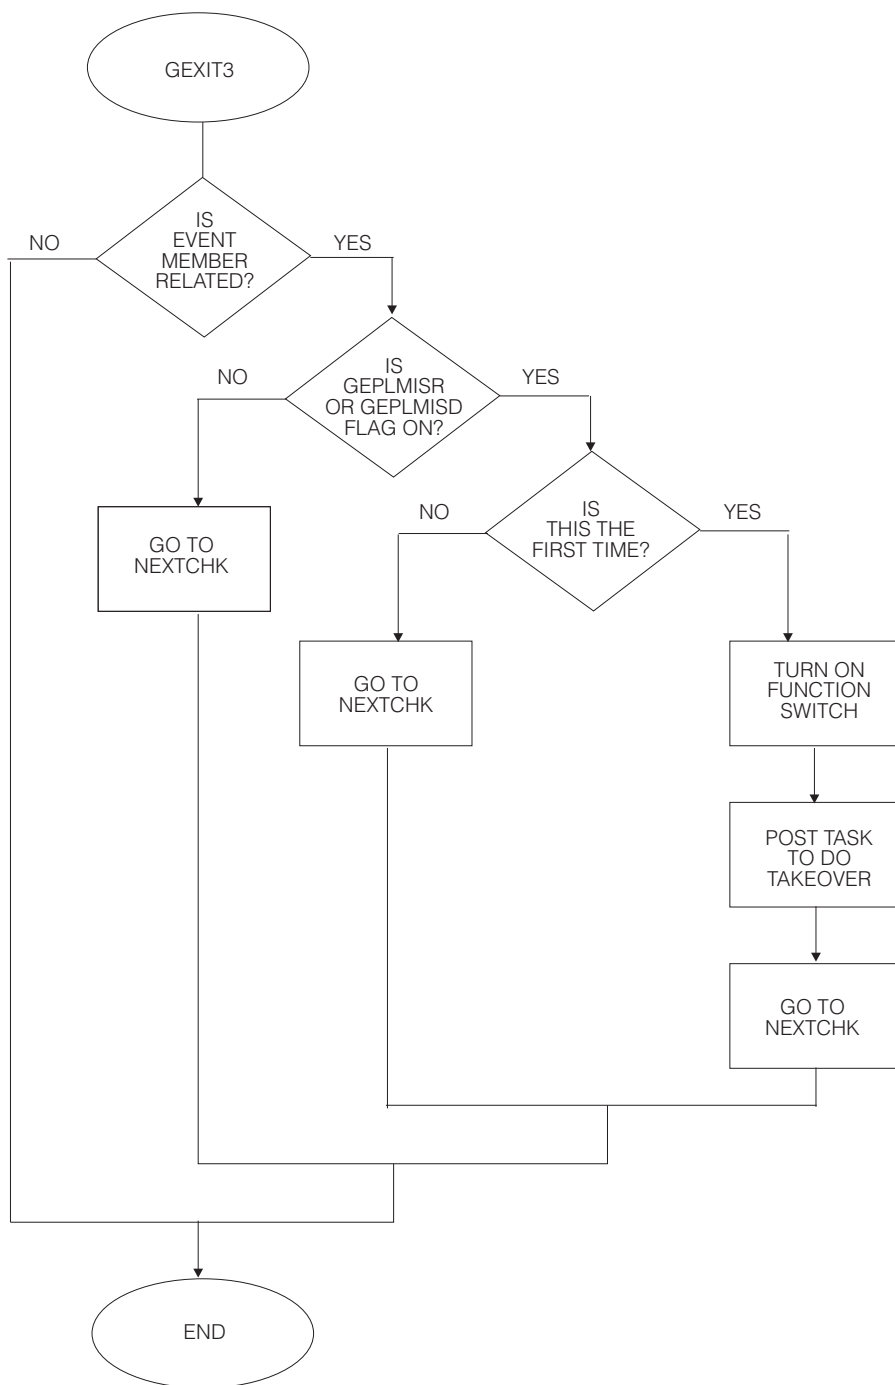 GEXIT3
IS
EVENT
MEMBER
RELATED?
NO
YES
IS
GEPLMISR
OR GEPLMISD
FLAG ON?
NO
YES
IS
THIS THE
FIRST TIME?
NO
YES
GO TO
NEXTCHK
GO TO
NEXTCHK
TURN ON
FUNCTION
SWITCH
POST TASK
TO DO
TAKEOVER
GO TO
NEXTCHK
END